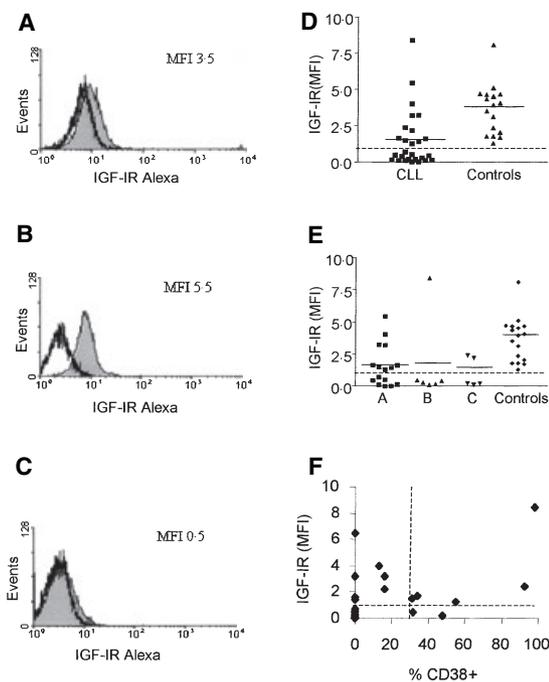 A
MFI 3·5
Events
128
0
10⁰ 10¹ 10² 10³ 10⁴
IGF-IR Alexa
B
MFI 5·5
Events
128
0
10⁰ 10¹ 10² 10³ 10⁴
IGF-IR Alexa
C
MFI 0·5
Events
128
0
10⁰ 10¹ 10² 10³ 10⁴
IGF-IR Alexa
D
IGF-IR(MFI)
10·0
7·5
5·0
2·5
0·0
CLL Controls
E
IGF-IR (MFI)
10·0
7·5
5·0
2·5
0·0
A B C Controls
F
IGF-IR (MFI)
10
8
6
4
2
0
0 20 40 60 80 100
% CD38+